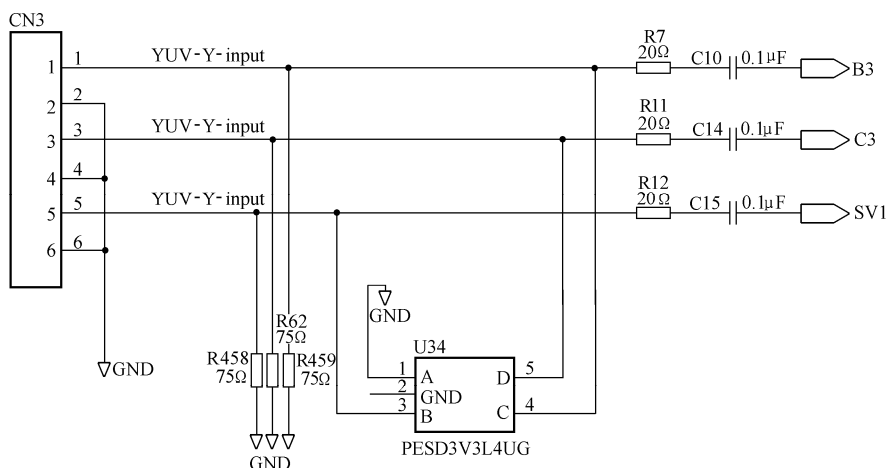 CN3
1 1 YUV-Y-input R7 20Ω C10 0.1μF B3
2 2
3 3 YUV-Y-input R11 20Ω C14 0.1μF C3
4 4
5 5 YUV-Y-input R12 20Ω C15 0.1μF SV1
6 6
GND
GND
R62
75Ω
R458
75Ω
R459
75Ω
GND
U34
1 A D 5
2 GND
3 B C 4
PESD3V3L4UG